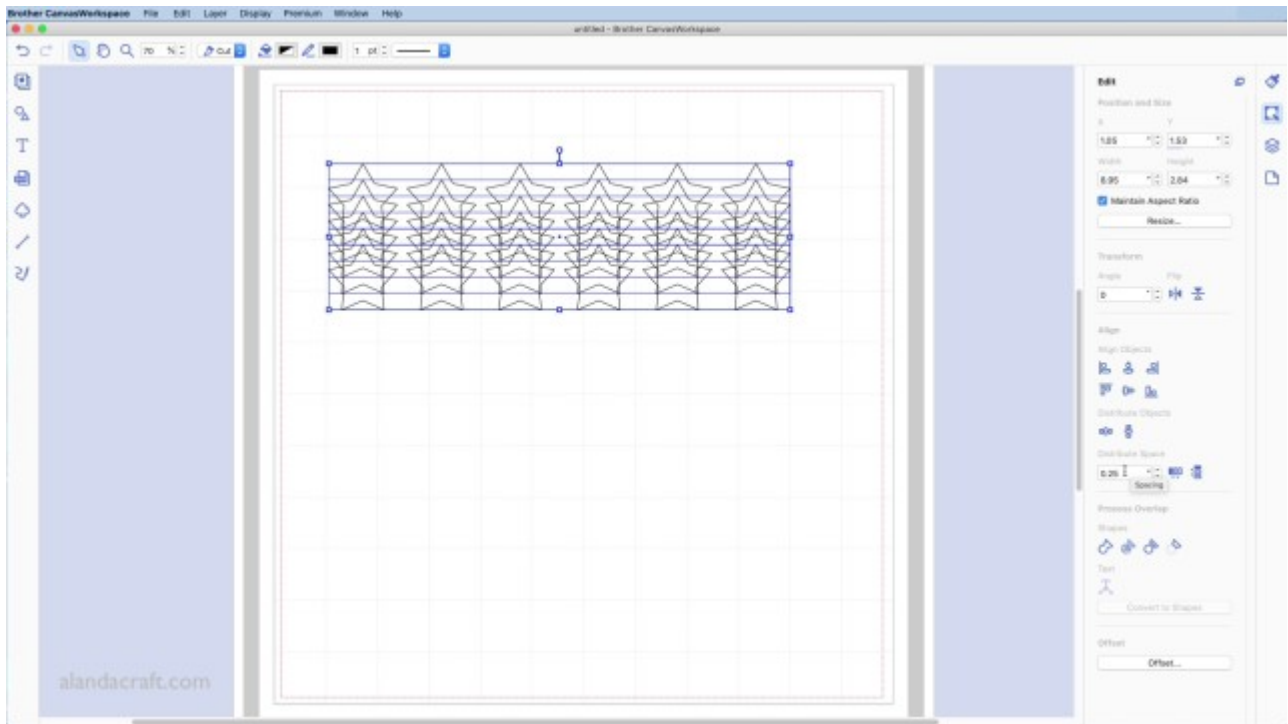 Brother CanvasWorkspace File Edit Layer Display Premium Window Help
untitled - Brother CanvasWorkspace
70 % Cut 1 pt
T
Edit
Position and Size
X Y
1.05 " 1.53 "
Width Height
8.95 " 2.84 "
Maintain Aspect Ratio
Resize...
Transform
Angle Flip
0 °
Align
Align Objects
Distribute Objects
Distribute Space
0.25 "
Spacing
Process Overlap
Shapes
Text
Convert to Shapes
Offset
Offset...
alandacraft.com